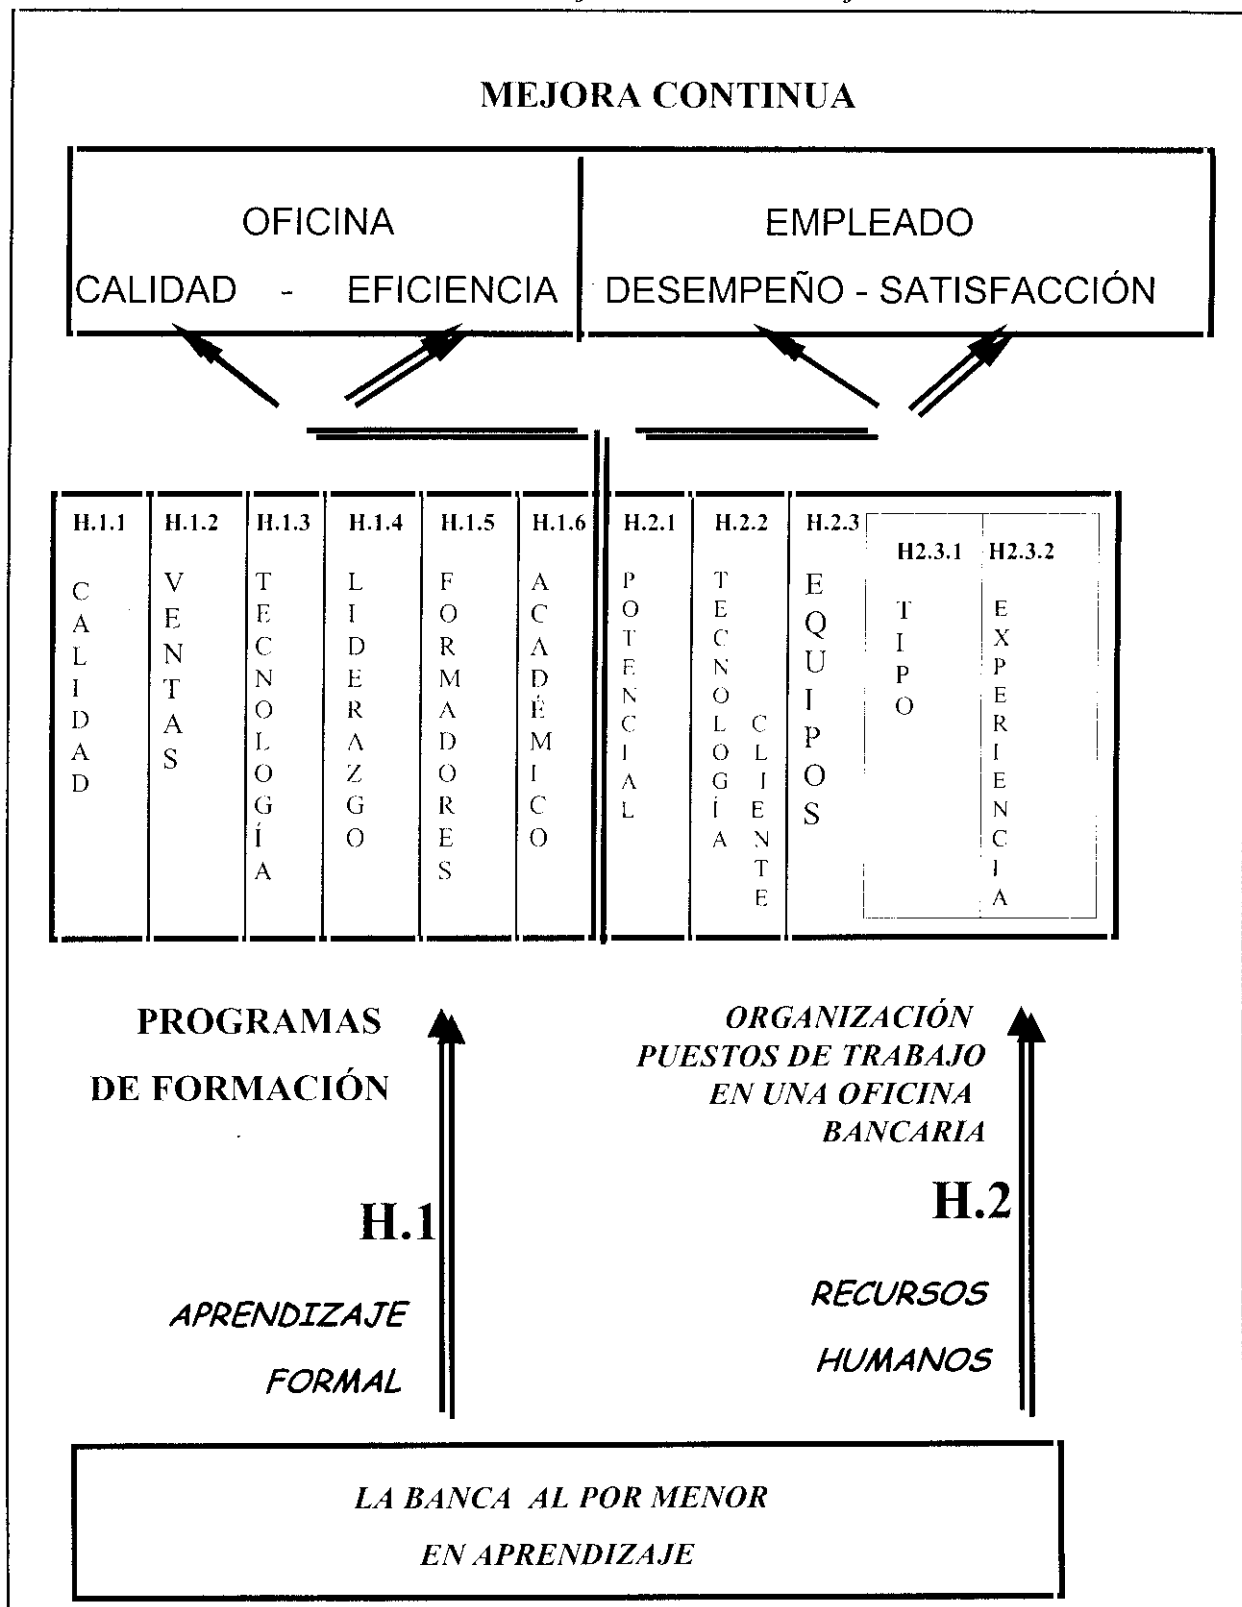 MEJORA CONTINUA
OFICINA
CALIDAD - EFICIENCIA
EMPLEADO
DESEMPEÑO - SATISFACCIÓN
H.1.1
CALIDAD
H.1.2
VENTAS
H.1.3
TECNOLOGÍA
H.1.4
LIDERAZGO
H.1.5
FORMADORES
H.1.6
ACADÉMICO
H.2.1
POTENCIAL
H.2.2
TECNOLOGÍA
CLIENTE
H.2.3
EQUIPOS
H2.3.1
TIPO
H2.3.2
EXPERIENCIA
PROGRAMAS
DE FORMACIÓN
H.1
APRENDIZAJE
FORMAL
ORGANIZACIÓN
PUESTOS DE TRABAJO
EN UNA OFICINA
BANCARIA
H.2
RECURSOS
HUMANOS
LA BANCA AL POR MENOR
EN APRENDIZAJE